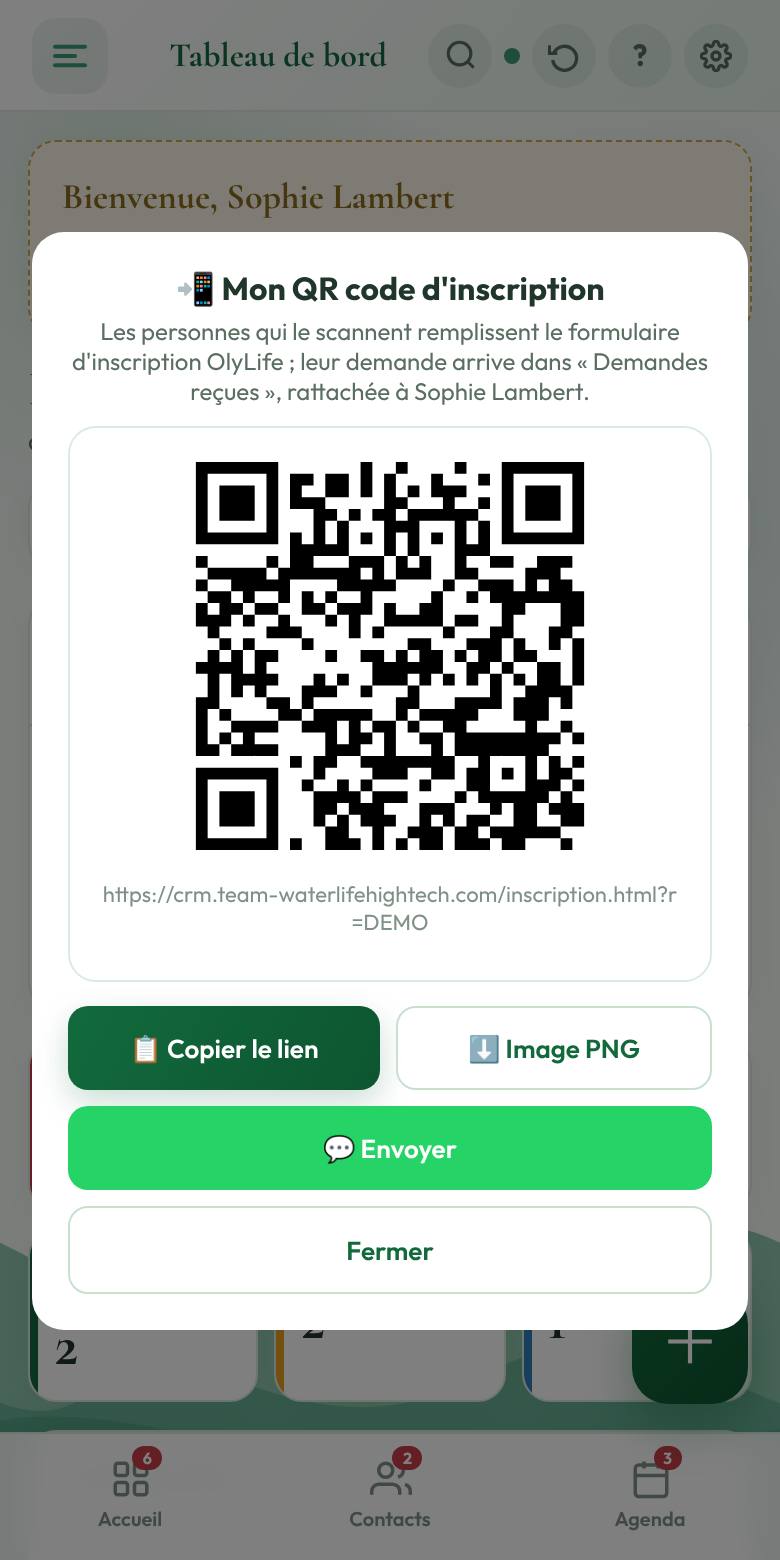 Tableau de bord
?
Bienvenue, Sophie Lambert
📲 Mon QR code d'inscription
Les personnes qui le scannent remplissent le formulaire
d'inscription OlyLife ; leur demande arrive dans « Demandes
reçues », rattachée à Sophie Lambert.
https://crm.team-waterlifehightech.com/inscription.html?r
=DEMO
📋 Copier le lien
⬇️ Image PNG
💬 Envoyer
Fermer
2
6
2
3
Accueil
Contacts
Agenda